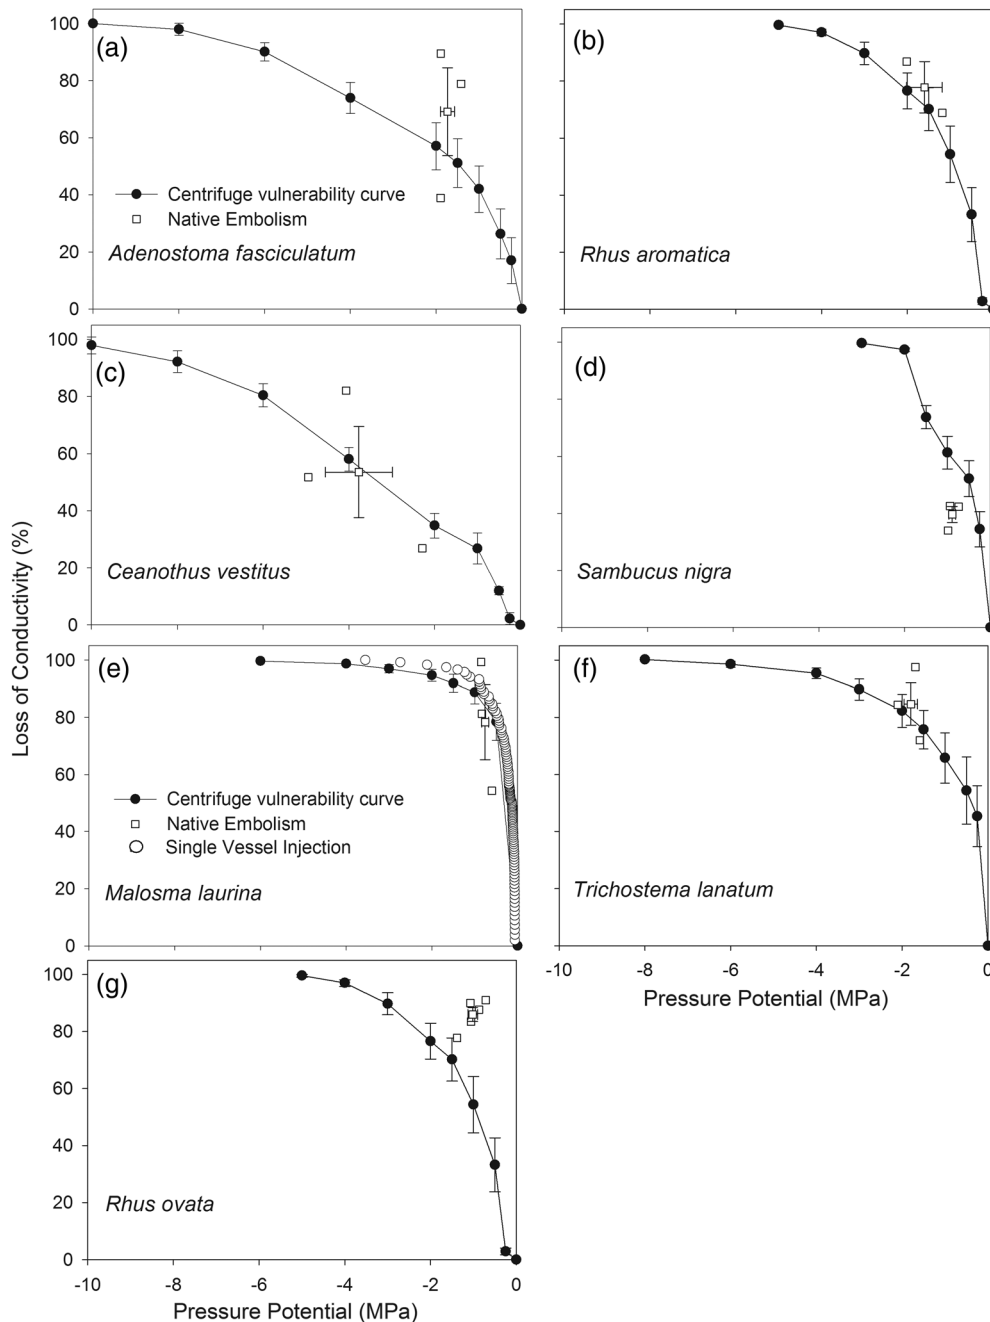 (a)
100
80
60
40
20
0
Centrifuge vulnerability curve
Native Embolism
Adenostoma fasciculatum
(b)
Rhus aromatica
(c)
100
80
60
40
20
0
Ceanothus vestitus
(d)
Sambucus nigra
Loss of Conductivity (%)
(e)
100
80
60
40
20
0
Centrifuge vulnerability curve
Native Embolism
Single Vessel Injection
Malosma laurina
(f)
Trichostema lanatum
-10 -8 -6 -4 -2 0
Pressure Potential (MPa)
(g)
100
80
60
40
20
0
Rhus ovata
-10 -8 -6 -4 -2 0
Pressure Potential (MPa)